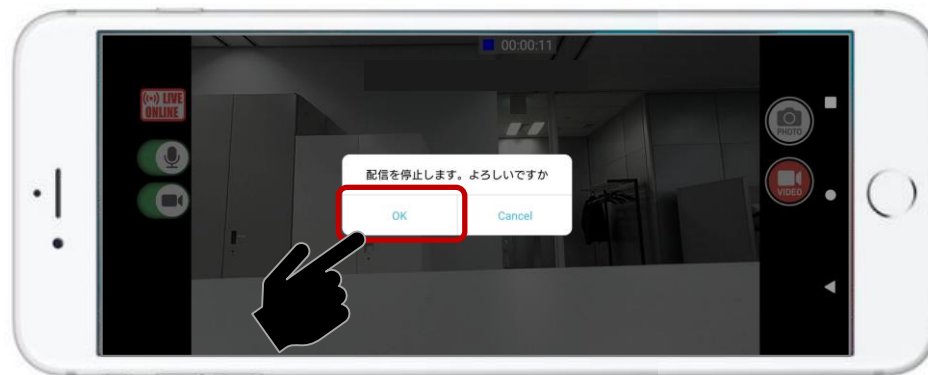 00:00:11
((•)) LIVE
ONLINE
PHOTO
VIDEO
配信を停止します。よろしいですか
OK
Cancel